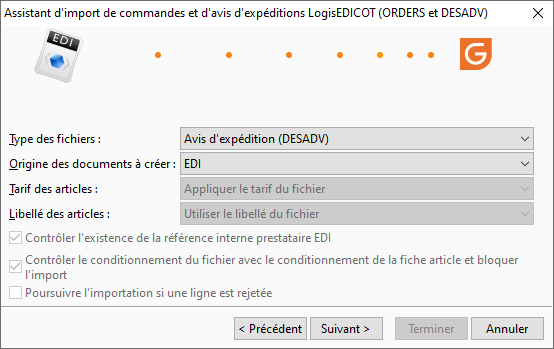 Assistant d'import de commandes et d'avis d'expéditions LogisEDICOT (ORDERS et DESADV)
EDI
G
Type des fichiers :
Avis d'expédition (DESADV)
Origine des documents à créer :
EDI
Tarif des articles :
Appliquer le tarif du fichier
Libellé des articles :
Utiliser le libellé du fichier
Contrôler l'existence de la référence interne prestataire EDI
Contrôler le conditionnement du fichier avec le conditionnement de la fiche article et bloquer
l'import
Poursuivre l'importation si une ligne est rejetée
< Précédent
Suivant >
Terminer
Annuler